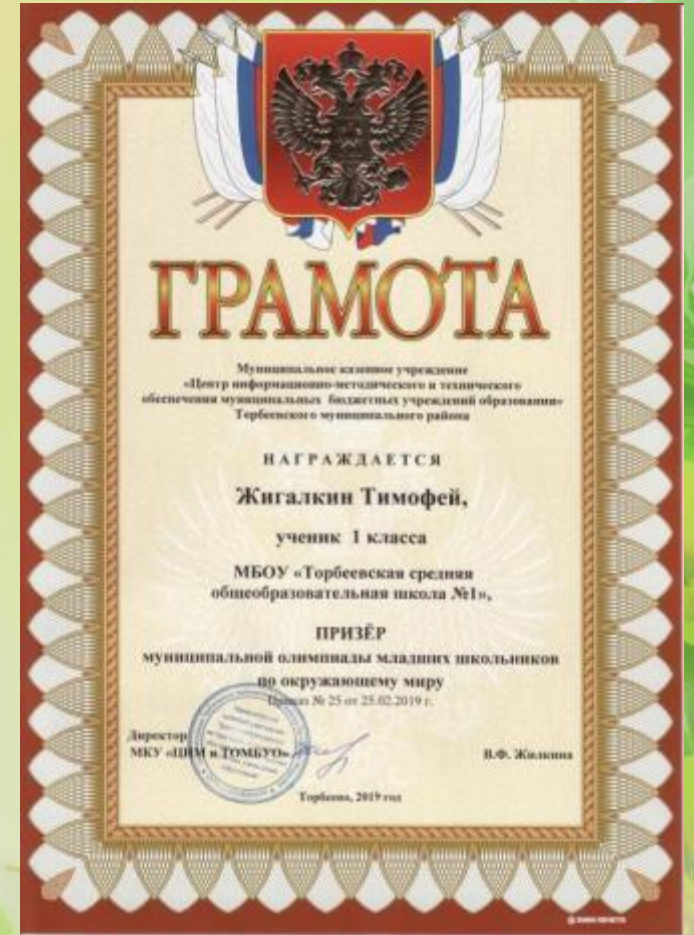 ГРАМОТА
Муниципальное казенное учреждение
«Центр информационно-методического и технического
обеспечения муниципальных бюджетных учреждений образования»
Торбеевского муниципального района
НАГРАЖДАЕТСЯ
Жигалкин Тимофей,
ученик 1 класса
МБОУ «Торбеевская средняя
общеобразовательная школа №1»,
ПРИЗЁР
муниципальной олимпиады младших школьников
по окружающему миру
Приказ № 25 от 25.02.2019 г.
Директор
МКУ «ЦИМ и ТОМБУО»
В.Ф. Жилкина
Торбеево, 2019 год